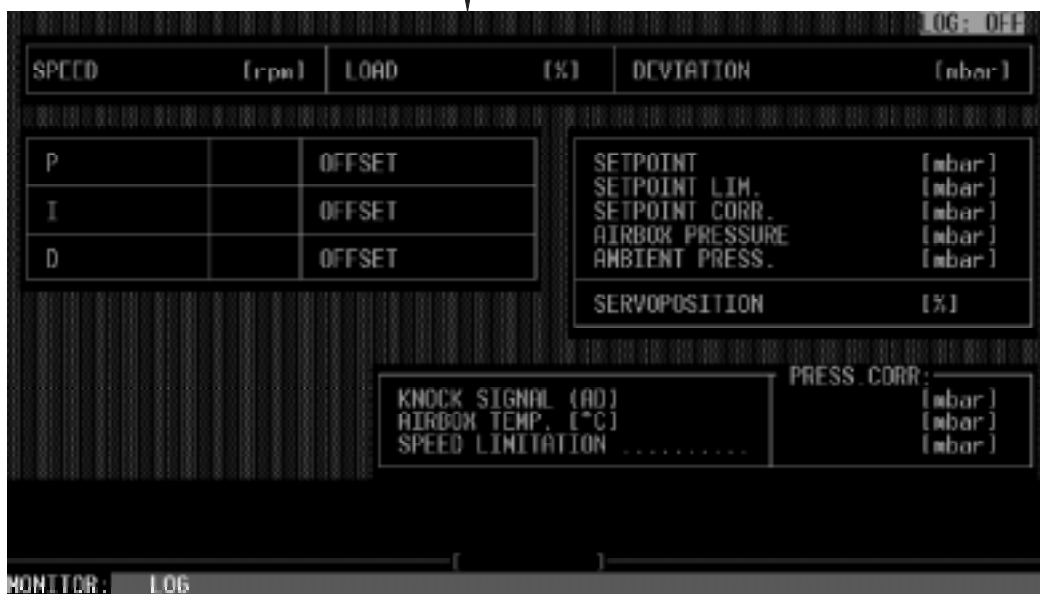 LOG: OFF
SPEED [rpm] LOAD [%] DEVIATION [mbar]
P OFFSET
I OFFSET
D OFFSET
SETPOINT [mbar]
SETPOINT LIM. [mbar]
SETPOINT CORR. [mbar]
AIRBOX PRESSURE [mbar]
AMBIENT PRESS. [mbar]
SERVOPOSITION [%]
PRESS.CORR:
KNOCK SIGNAL (AD) [mbar]
AIRBOX TEMP. [°C] [mbar]
SPEED LIMITATION .......... [mbar]
[ ]
MONITOR: LOG